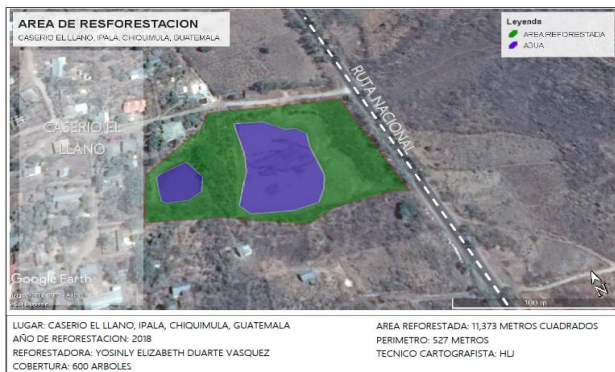 AREA DE RESFORESTACION
CASERIO EL LLANO, IPALA, CHIQUIMULA, GUATEMALA.
Leyenda
AREA REFORESTADA
AGUA
RUTA NACIONAL
CASERIO EL
LLANO
Google Earth
100 m
N
LUGAR: CASERIO EL LLANO, IPALA, CHIQUIMULA, GUATEMALA
AÑO DE REFORESTACION: 2018
REFORESTADORA: YOSINLY ELIZABETH DUARTE VASQUEZ
COBERTURA: 600 ARBOLES
AREA REFORESTADA: 11,373 METROS CUADRADOS
PERIMETRO: 527 METROS
TECNICO CARTOGRAFISTA: HLJ